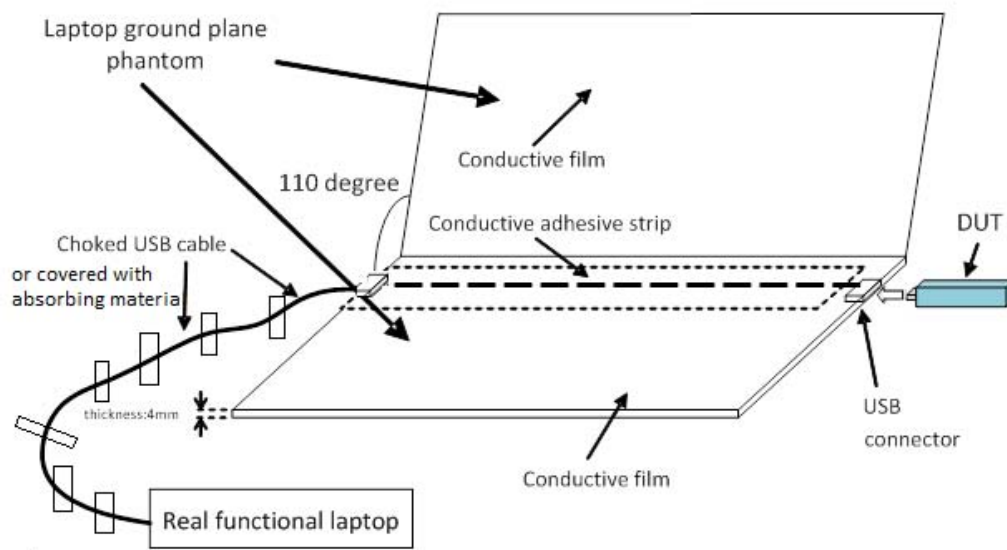 Laptop ground plane
phantom
Conductive film
110 degree
Conductive adhesive strip
DUT
Choked USB cable
or covered with
absorbing materia
thickness:4mm
USB
connector
Conductive film
Real functional laptop